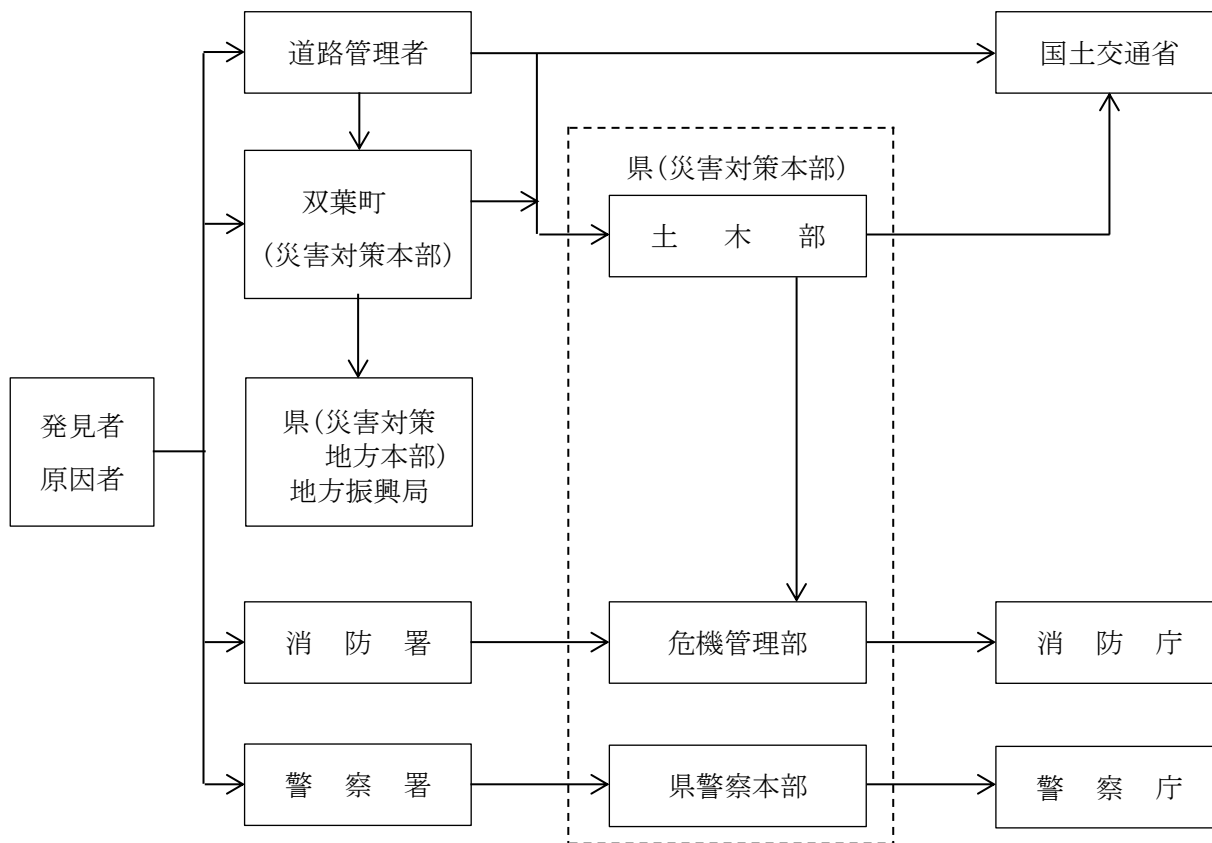 道路管理者
国土交通省
双葉町
(災害対策本部)
県(災害対策本部)
土木部
発見者
原因者
県(災害対策
地方本部)
地方振興局
消防署
危機管理部
消防庁
警察署
県警察本部
警察庁